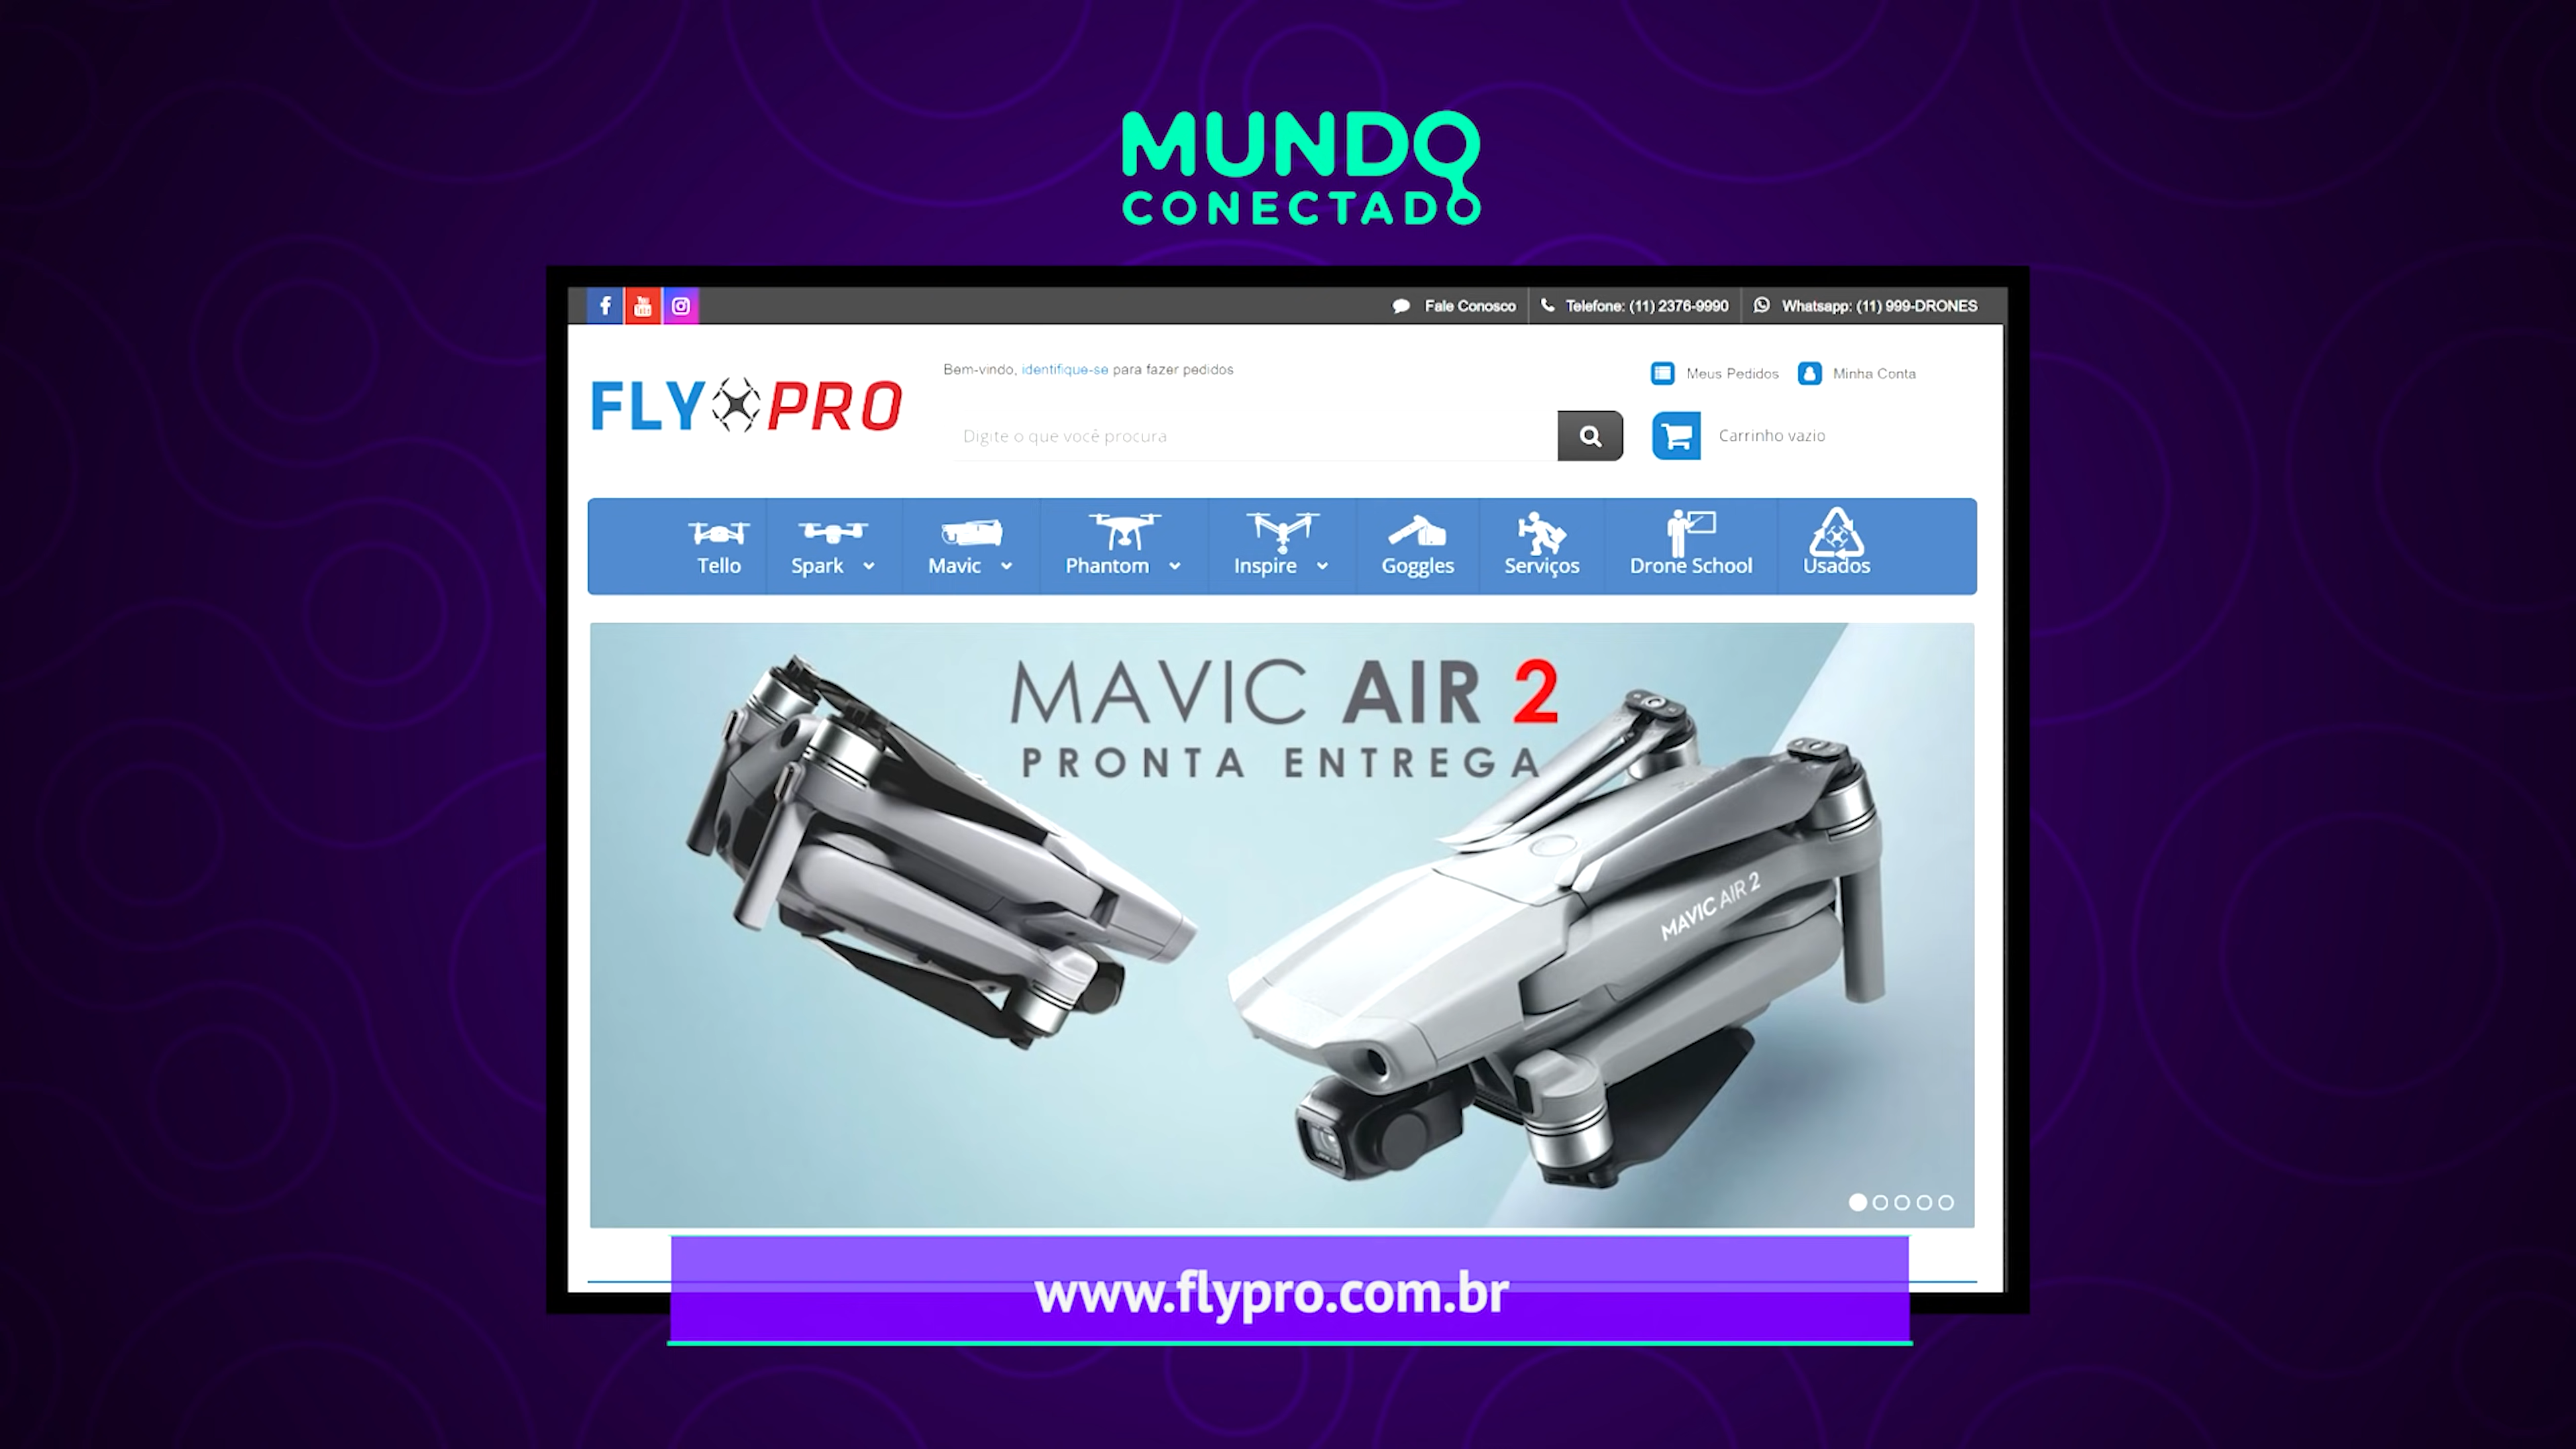 MUNDO
CONECTADO
Fale Conosco
Telefone: (11) 2376-9990
Whatsapp: (11) 999-DRONES
FLY PRO
Bem-vindo, identifique-se para fazer pedidos
Meus Pedidos
Minha Conta
Digite o que você procura
Carrinho vazio
Tello
Spark
Mavic
Phantom
Inspire
Goggles
Serviços
Drone School
Usados
MAVIC AIR 2
PRONTA ENTREGA
MAVIC AIR 2
www.flypro.com.br